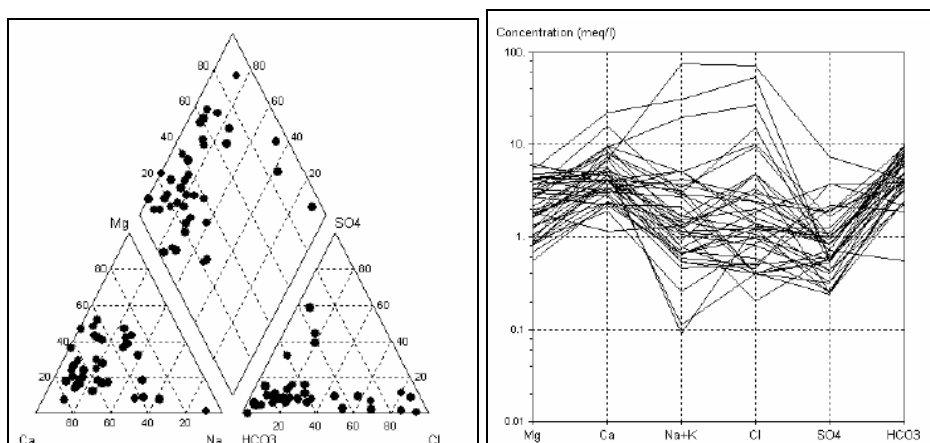 80 80
60 60
40 40
20 20
Mg SO4
80 80
60 60
40 40
20 20
80 60 40 20 20 40 60 80
Ca Na HCO3 Cl
Concentration (meq/l)
100.
10.
1.
0.1
0.01
Mg Ca Na+K Cl SO4 HCO3